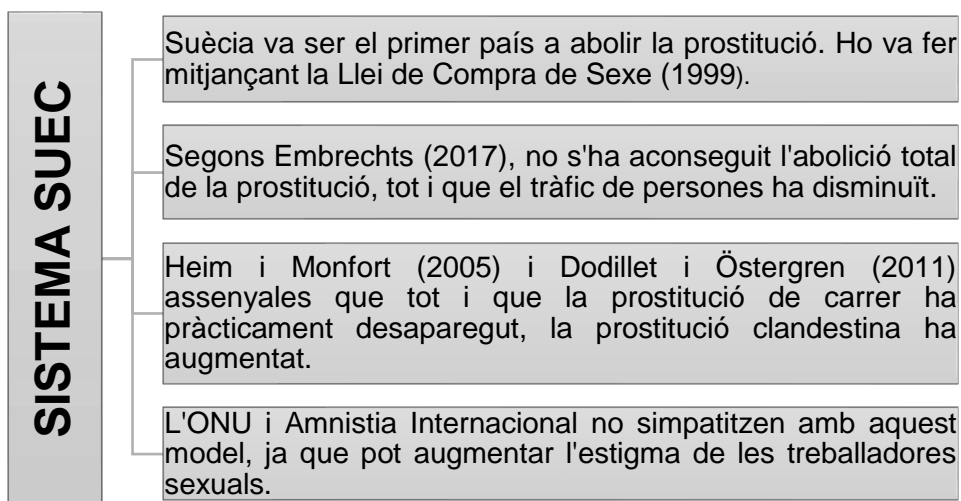 SISTEMA SUEC
Suècia va ser el primer país a abolir la prostitució. Ho va fer
mitjançant la Llei de Compra de Sexe (1999).
Segons Embrechts (2017), no s'ha aconseguit l'abolició total
de la prostitució, tot i que el tràfic de persones ha disminuït.
Heim i Monfort (2005) i Dodillet i Östergren (2011)
assenyales que tot i que la prostitució de carrer ha
pràcticament desaparegut, la prostitució clandestina ha
augmentat.
L'ONU i Amnistia Internacional no simpatitzen amb aquest
model, ja que pot augmentar l'estigma de les treballadores
sexuals.